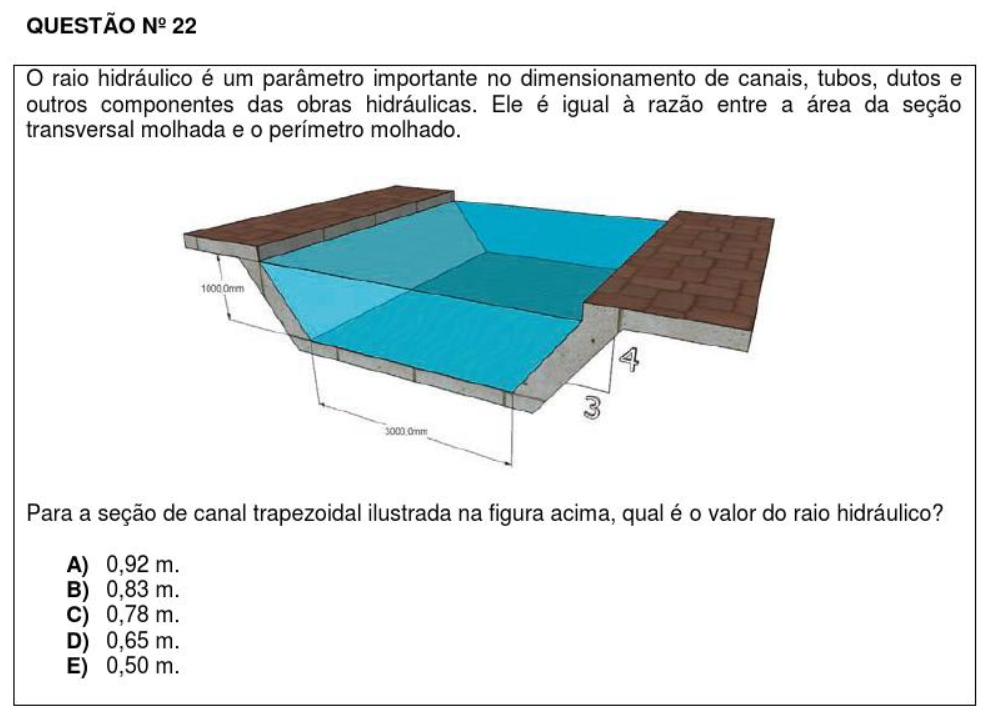 QUESTÃO Nº 22
O raio hidráulico é um parâmetro importante no dimensionamento de canais, tubos, dutos e
outros componentes das obras hidráulicas. Ele é igual à razão entre a área da seção
transversal molhada e o perímetro molhado.
1000,0mm
4
3
3000,0mm
Para a seção de canal trapezoidal ilustrada na figura acima, qual é o valor do raio hidráulico?
A) 0,92 m.
B) 0,83 m.
C) 0,78 m.
D) 0,65 m.
E) 0,50 m.